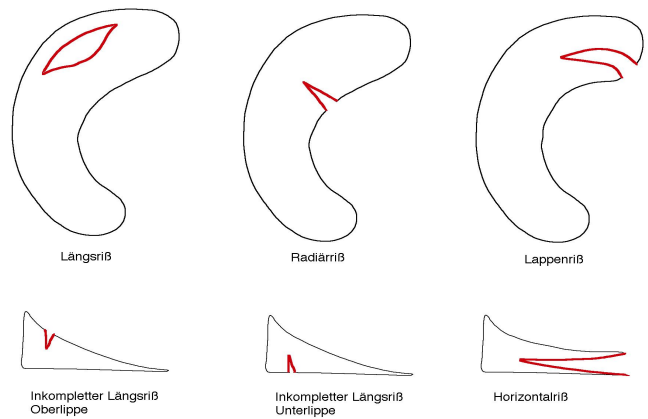 Längsriß
Radiärriß
Lappenriß
Inkompletter Längsriß
Oberlippe
Inkompletter Längsriß
Unterlippe
Horizontalriß